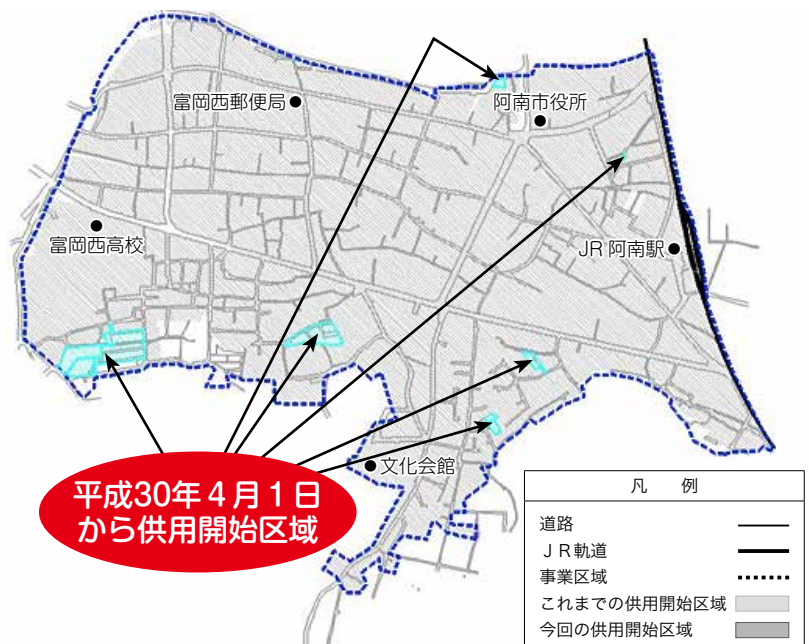 富岡西郵便局
阿南市役所
富岡西高校
JR 阿南駅
文化会館
平成30年４月１日
から供用開始区域
凡　例
道路
ＪＲ軌道
事業区域
これまでの供用開始区域
今回の供用開始区域